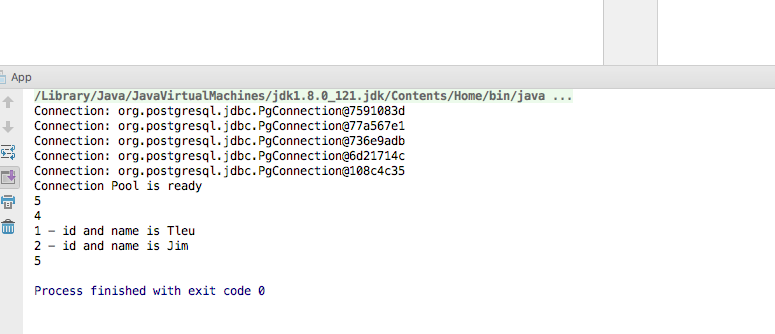 App
/Library/Java/JavaVirtualMachines/jdk1.8.0_121.jdk/Contents/Home/bin/java ...
Connection: org.postgresql.jdbc.PgConnection@7591083d
Connection: org.postgresql.jdbc.PgConnection@77a567e1
Connection: org.postgresql.jdbc.PgConnection@736e9adb
Connection: org.postgresql.jdbc.PgConnection@6d21714c
Connection: org.postgresql.jdbc.PgConnection@108c4c35
Connection Pool is ready
5
4
1 – id and name is Tleu
2 – id and name is Jim
5
Process finished with exit code 0